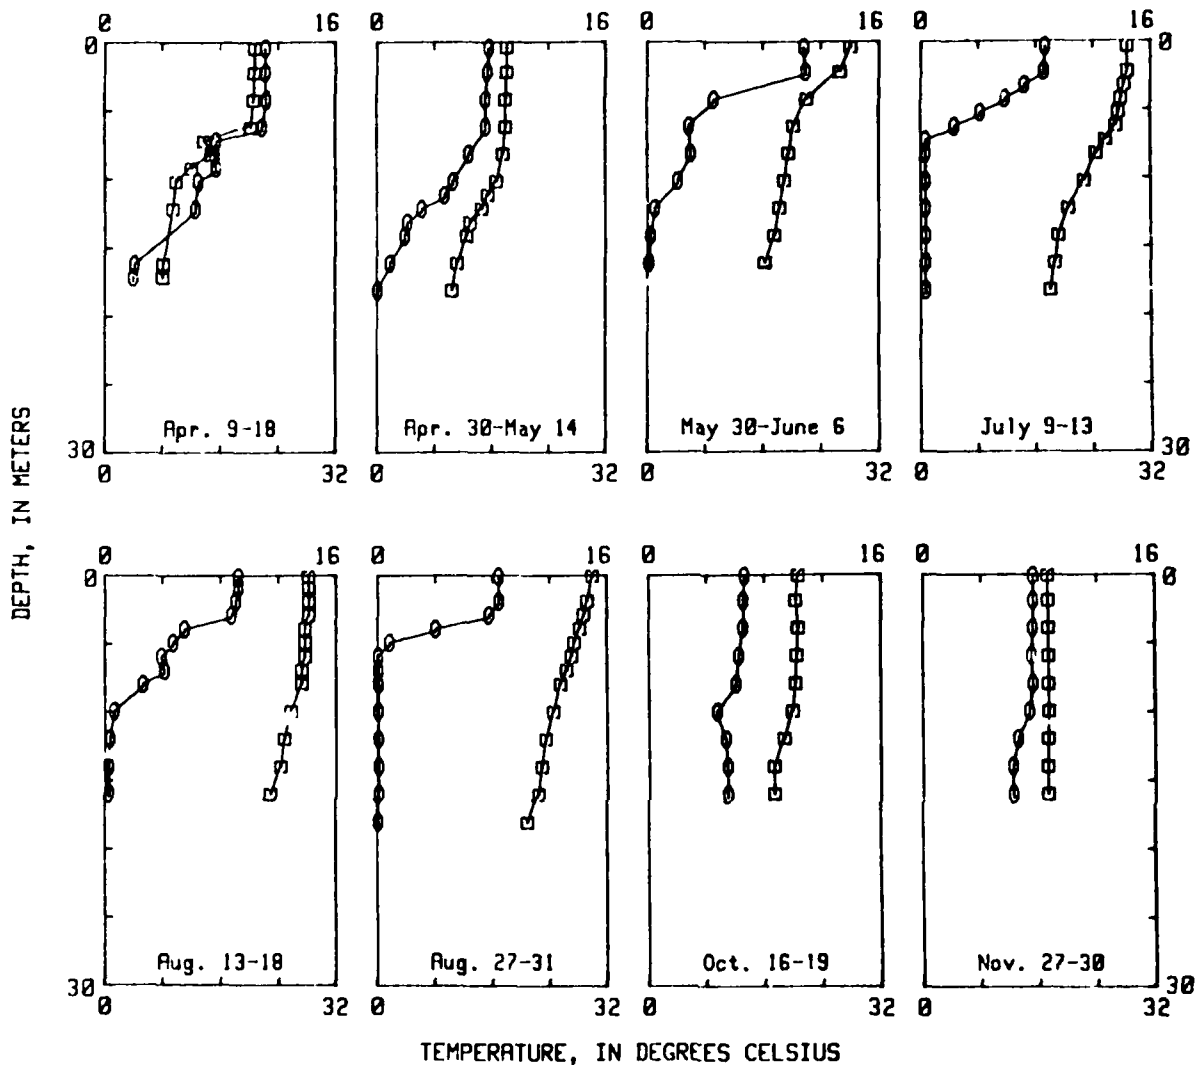 0 16 0 16 0 16 0 16
0 0
Apr. 9-18 Apr. 30-May 14 May 30-June 6 July 9-13
30 30
0 32 0 32 0 32 0 32
DEPTH, IN METERS
0 16 0 16 0 16 0 16
0 0
Aug. 13-18 Aug. 27-31 Oct. 16-19 Nov. 27-30
30 30
0 32 0 32 0 32 0 32
TEMPERATURE, IN DEGREES CELSIUS